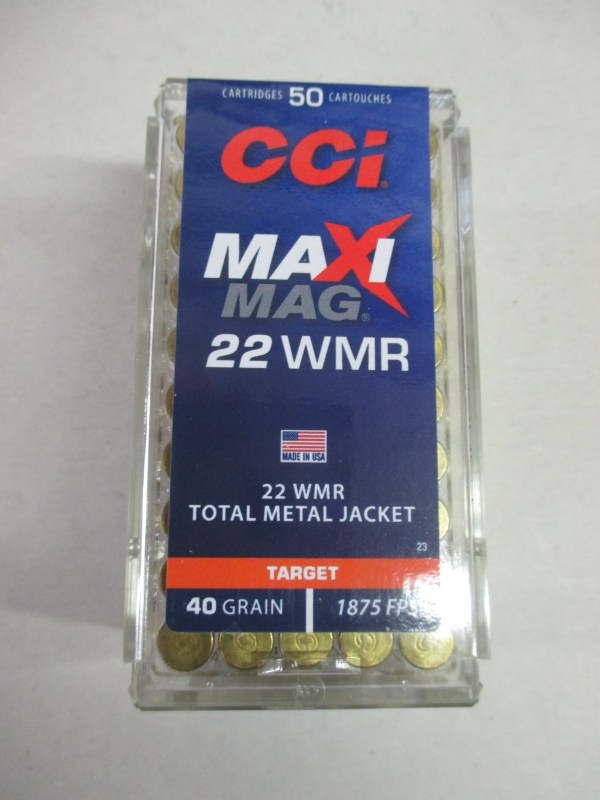 CARTRIDGES 50 CARTOUCHES
CCi
MAXI
MAG®
22 WMR
MADE IN USA
22 WMR
TOTAL METAL JACKET
23
TARGET
40 GRAIN | 1875 FPS
C C C C